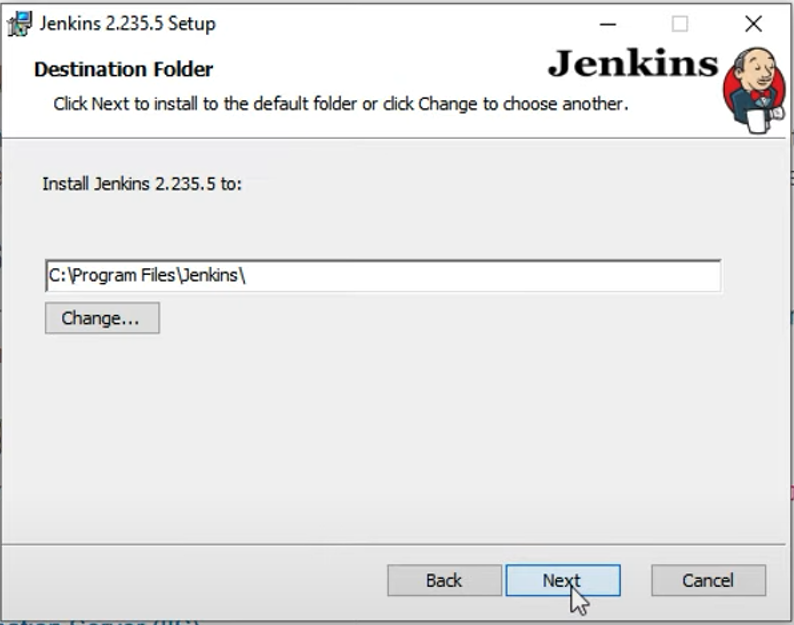 Jenkins 2.235.5 Setup
Destination Folder
Jenkins
Click Next to install to the default folder or click Change to choose another.
Install Jenkins 2.235.5 to:
C:\Program Files\Jenkins\
Change...
Back
Next
Cancel